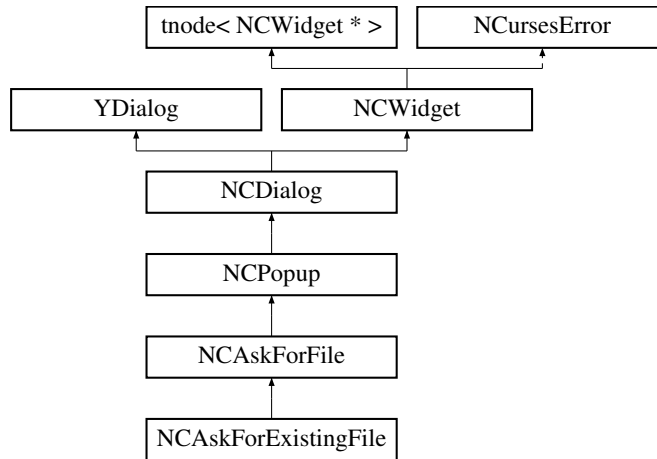 tnode< NCWidget * >
NCursesError
YDialog
NCWidget
NCDialog
NCPopup
NCAskForFile
NCAskForExistingFile